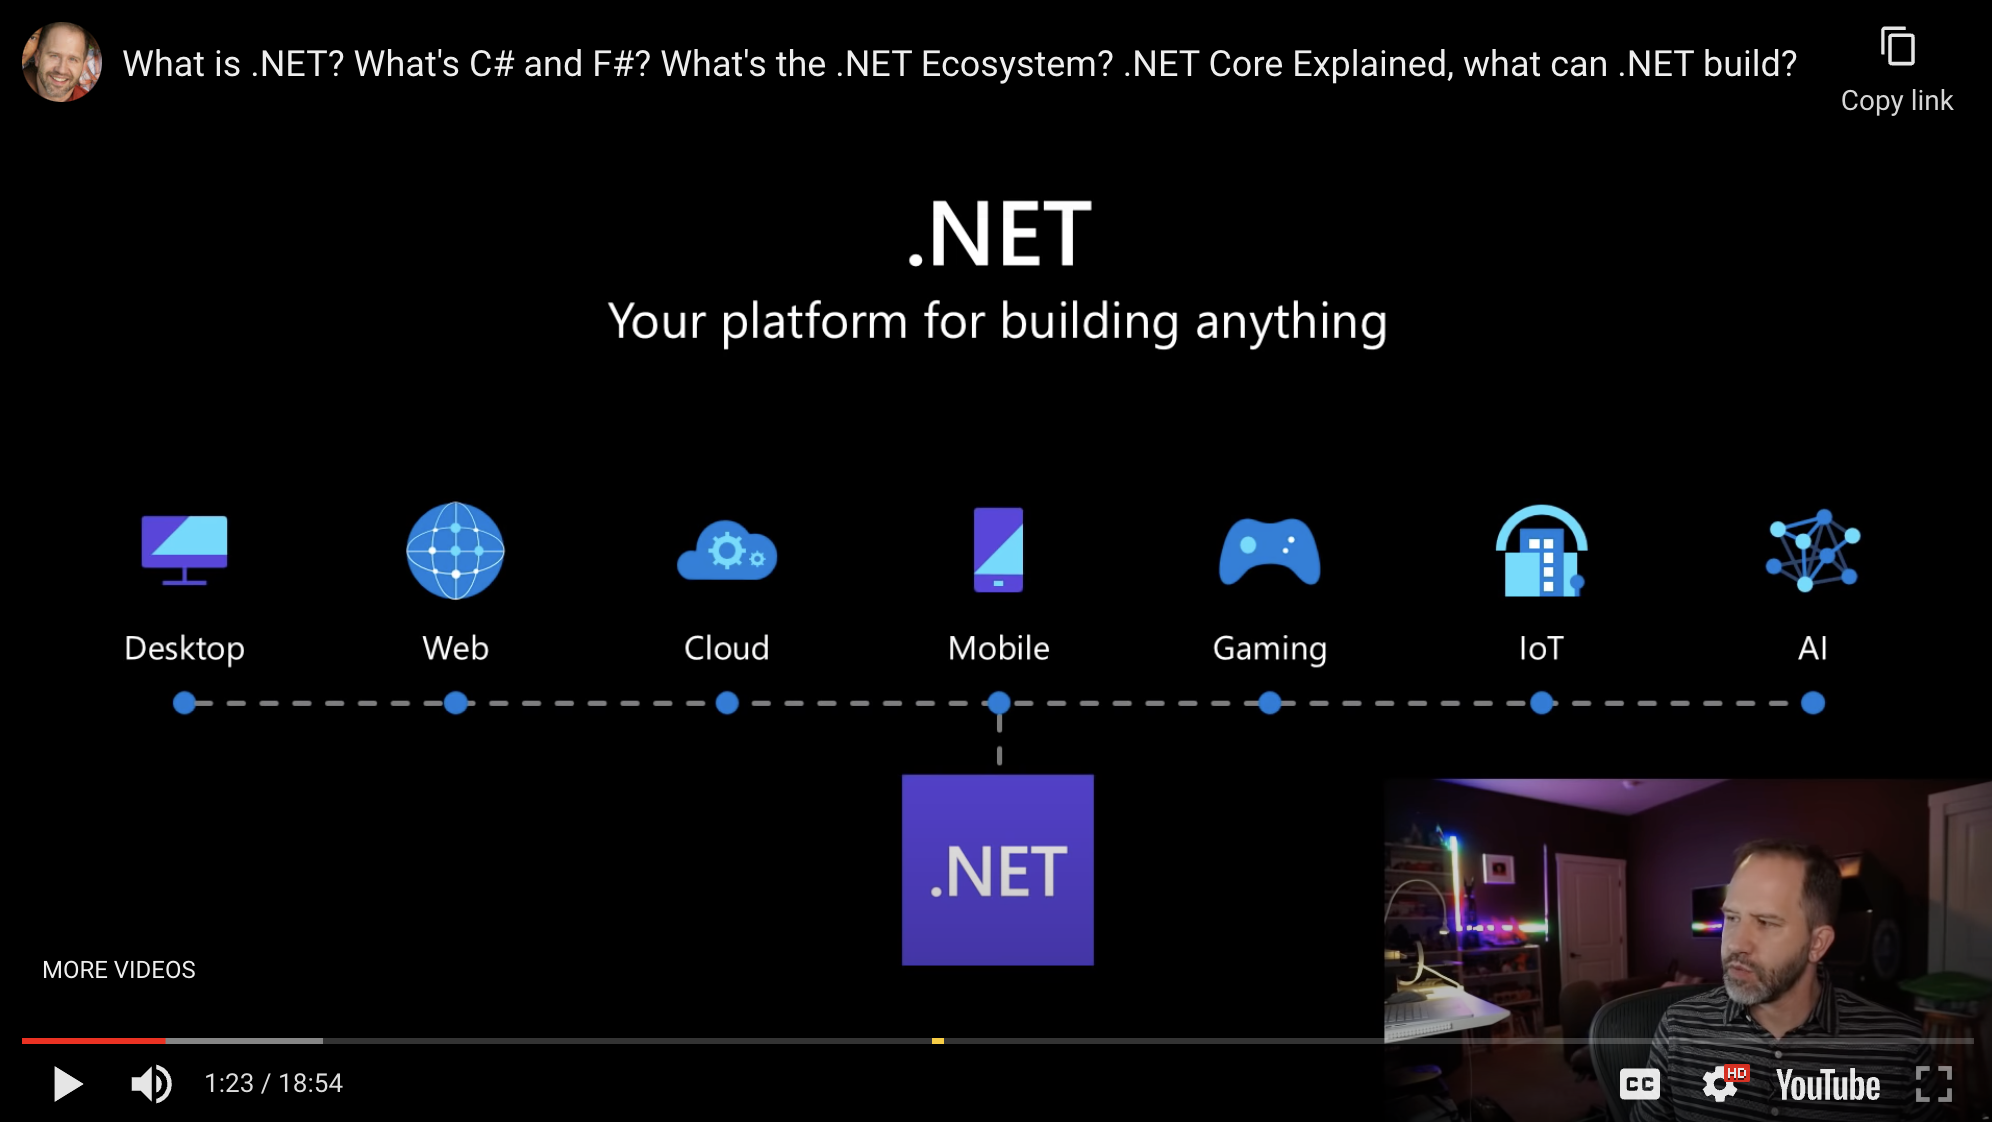 What is .NET? What's C# and F#? What's the .NET Ecosystem? .NET Core Explained, what can .NET build?
Copy link
.NET
Your platform for building anything
Desktop
Web
Cloud
Mobile
Gaming
IoT
AI
.NET
MORE VIDEOS
1:23 / 18:54
CC
HD
YouTube